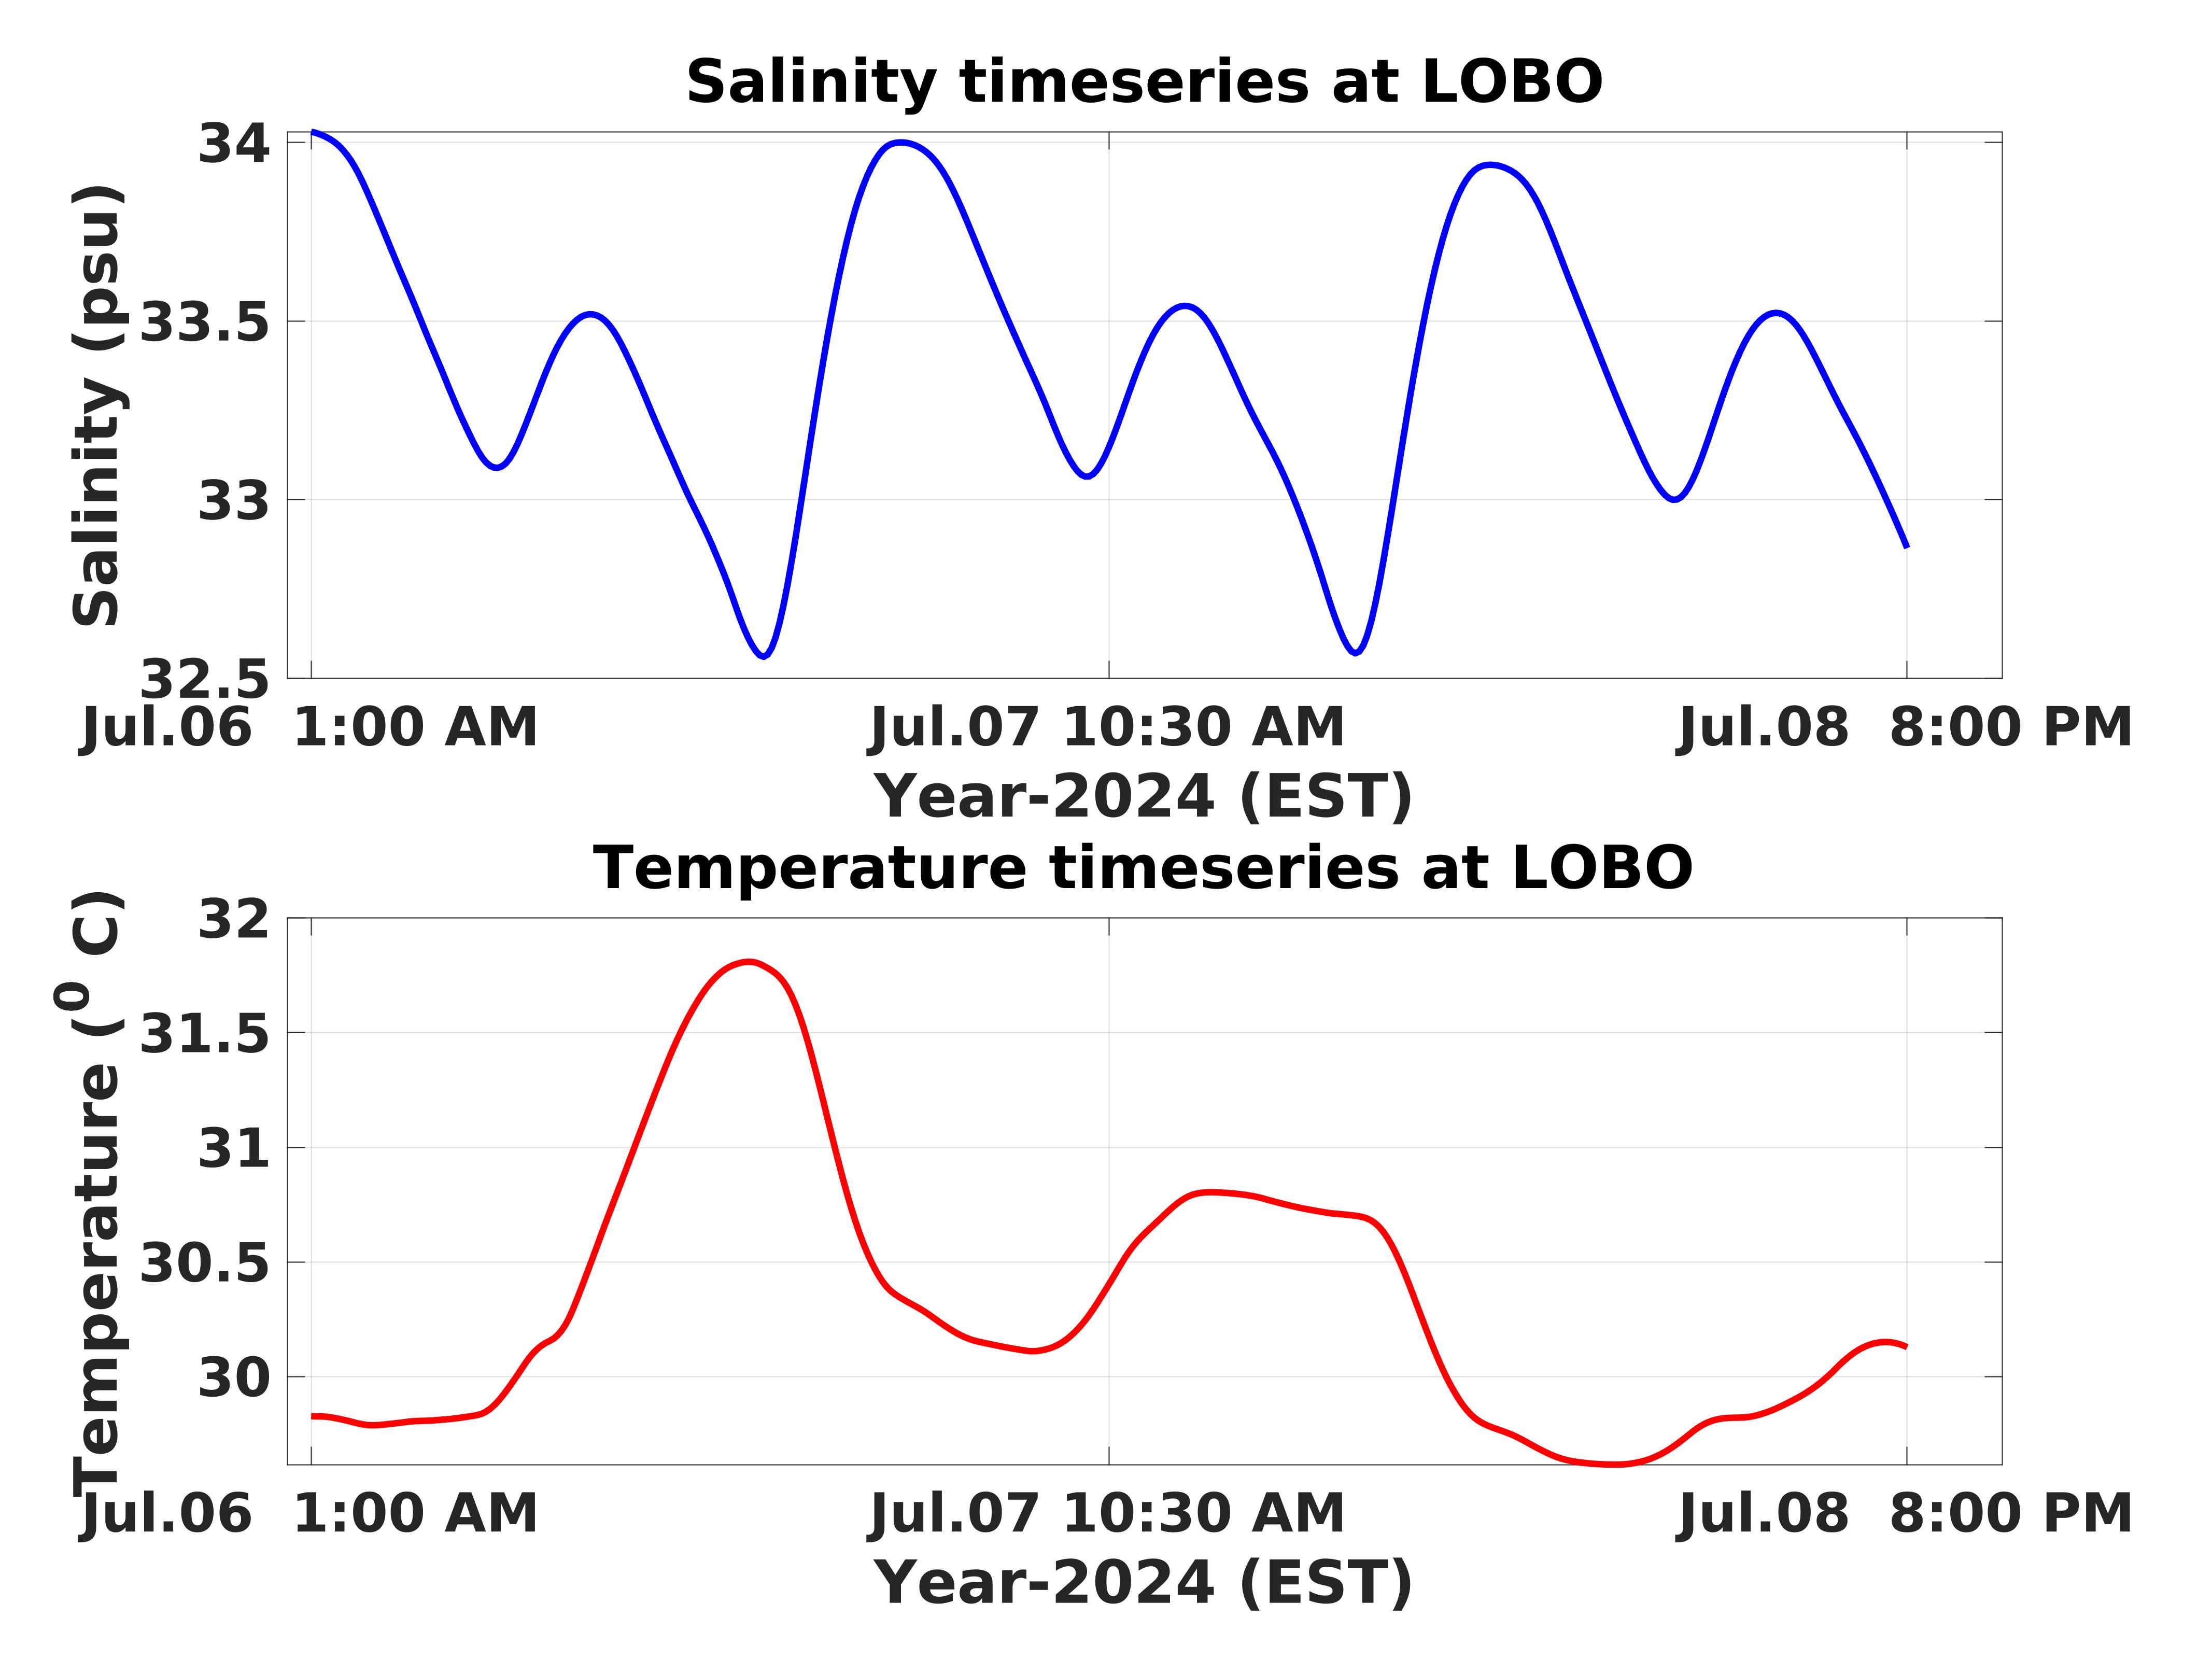 Salinity timeseries at LOBO
Salinity (psu)
34
33.5
33
32.5
Jul.06 1:00 AM Jul.07 10:30 AM Jul.08 8:00 PM
Year-2024 (EST)
Temperature timeseries at LOBO
Temperature (⁰ C)
32
31.5
31
30.5
30
Jul.06 1:00 AM Jul.07 10:30 AM Jul.08 8:00 PM
Year-2024 (EST)